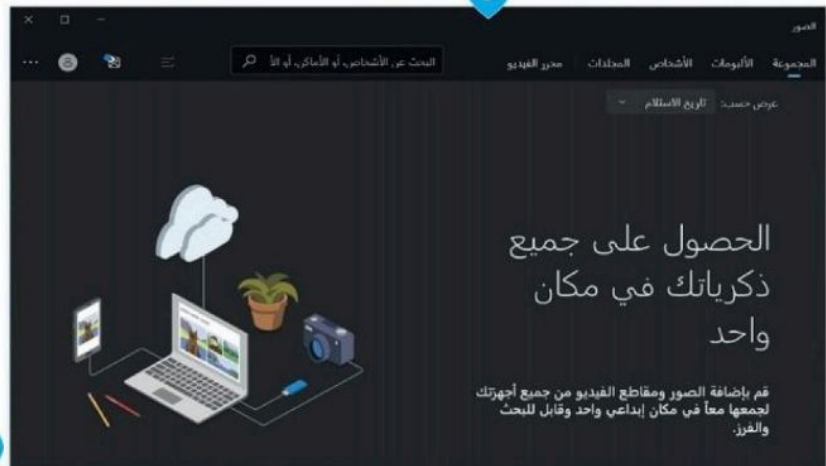 الصور
المجموعة الألبومات الأشخاص المجلدات محرر الفيديو البحث عن الأشخاص، أو الأماكن، أو الأ
عرض حسب: تاريخ الاستلام
الحصول على جميع
ذكرياتك في مكان
واحد
قم بإضافة الصور ومقاطع الفيديو من جميع أجهزتك
لجمعها معاً في مكان إبداعي واحد وقابل للبحث
والفرز.